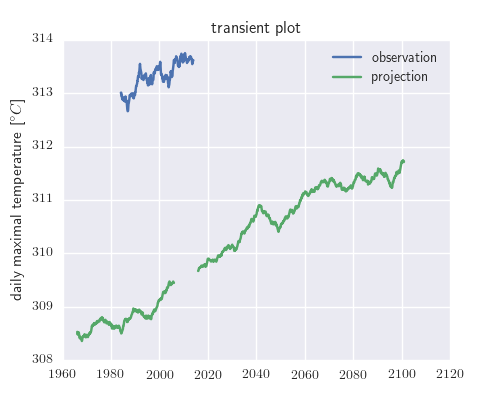 transient plot
314
313
312
311
310
309
308
daily maximal temperature [°C]
observation
projection
1960 1980 2000 2020 2040 2060 2080 2100 2120